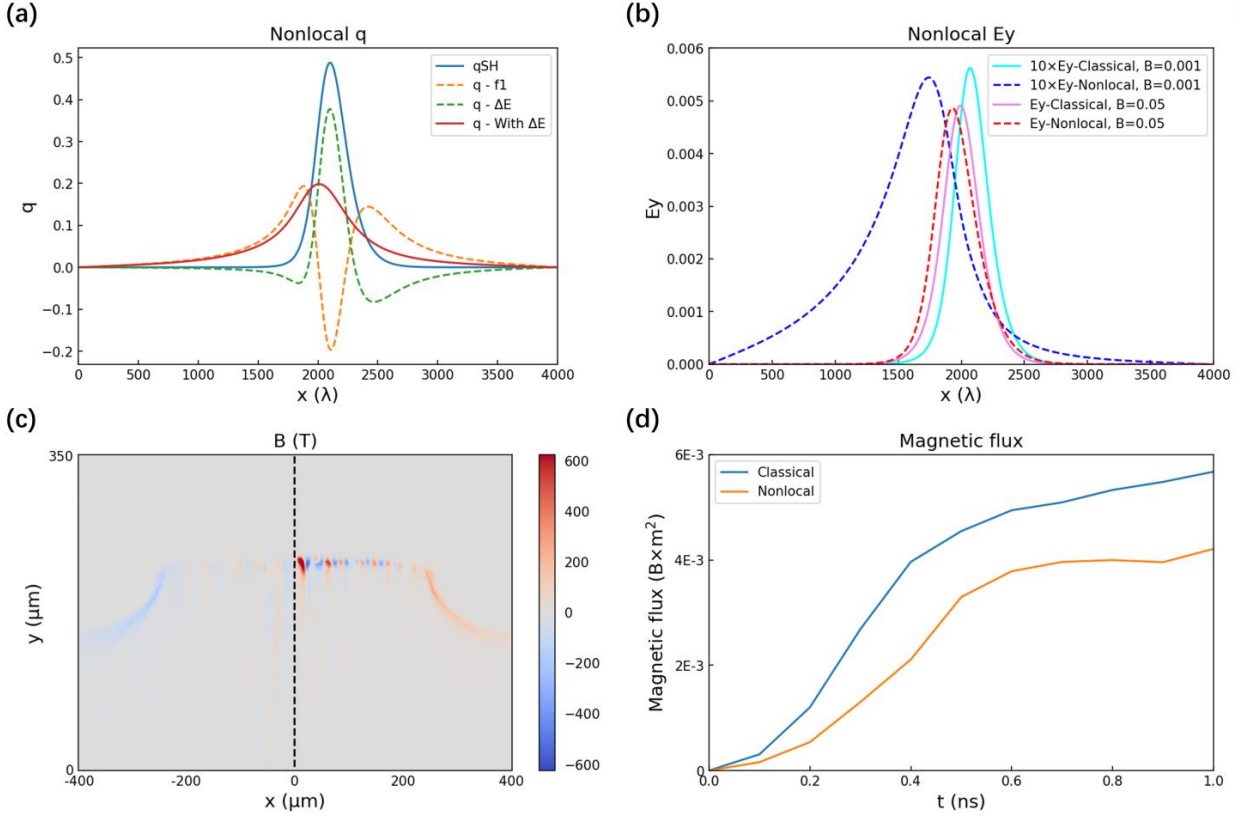 (a)
Nonlocal q
qSH
q - f1
q - ΔE
q - With ΔE
0.5
0.4
0.3
0.2
0.1
0.0
−0.1
−0.2
q
0 500 1000 1500 2000 2500 3000 3500 4000
x (λ)
(b)
Nonlocal Ey
10×Ey-Classical, B=0.001
10×Ey-Nonlocal, B=0.001
Ey-Classical, B=0.05
Ey-Nonlocal, B=0.05
0.006
0.005
0.004
0.003
0.002
0.001
0.000
Ey
0 500 1000 1500 2000 2500 3000 3500 4000
x (λ)
(c)
B (T)
350
0
y (μm)
-400 -200 0 200 400
x (μm)
600
400
200
0
−200
−400
−600
(d)
Magnetic flux
Classical
Nonlocal
6E-3
4E-3
2E-3
0
Magnetic flux (B×m²)
0.0 0.2 0.4 0.6 0.8 1.0
t (ns)